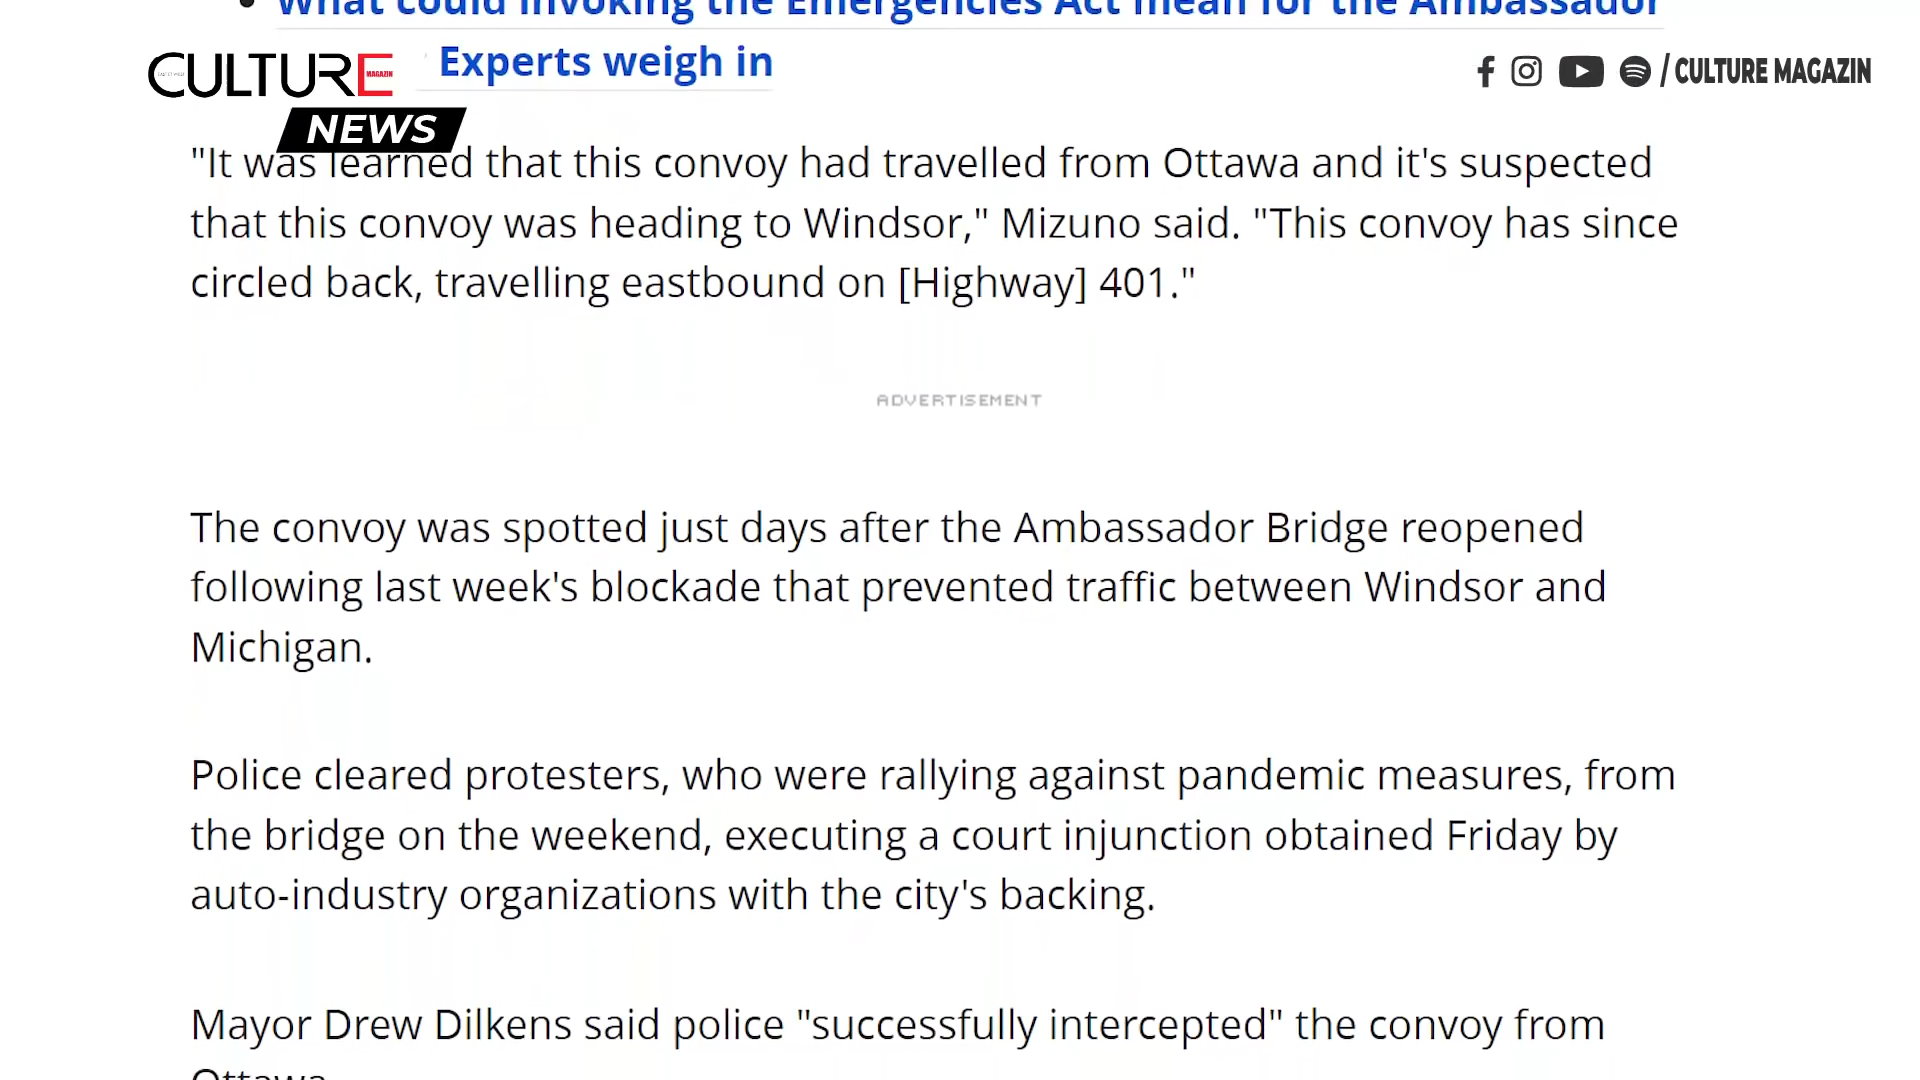 What could invoking the Emergencies Act mean for the Ambassador
Experts weigh in
CULTURE MAGAZIN
NEWS
/ CULTURE MAGAZIN
"It was learned that this convoy had travelled from Ottawa and it's suspected
that this convoy was heading to Windsor," Mizuno said. "This convoy has since
circled back, travelling eastbound on [Highway] 401."
ADVERTISEMENT
The convoy was spotted just days after the Ambassador Bridge reopened
following last week's blockade that prevented traffic between Windsor and
Michigan.
Police cleared protesters, who were rallying against pandemic measures, from
the bridge on the weekend, executing a court injunction obtained Friday by
auto-industry organizations with the city's backing.
Mayor Drew Dilkens said police "successfully intercepted" the convoy from
Ottawa